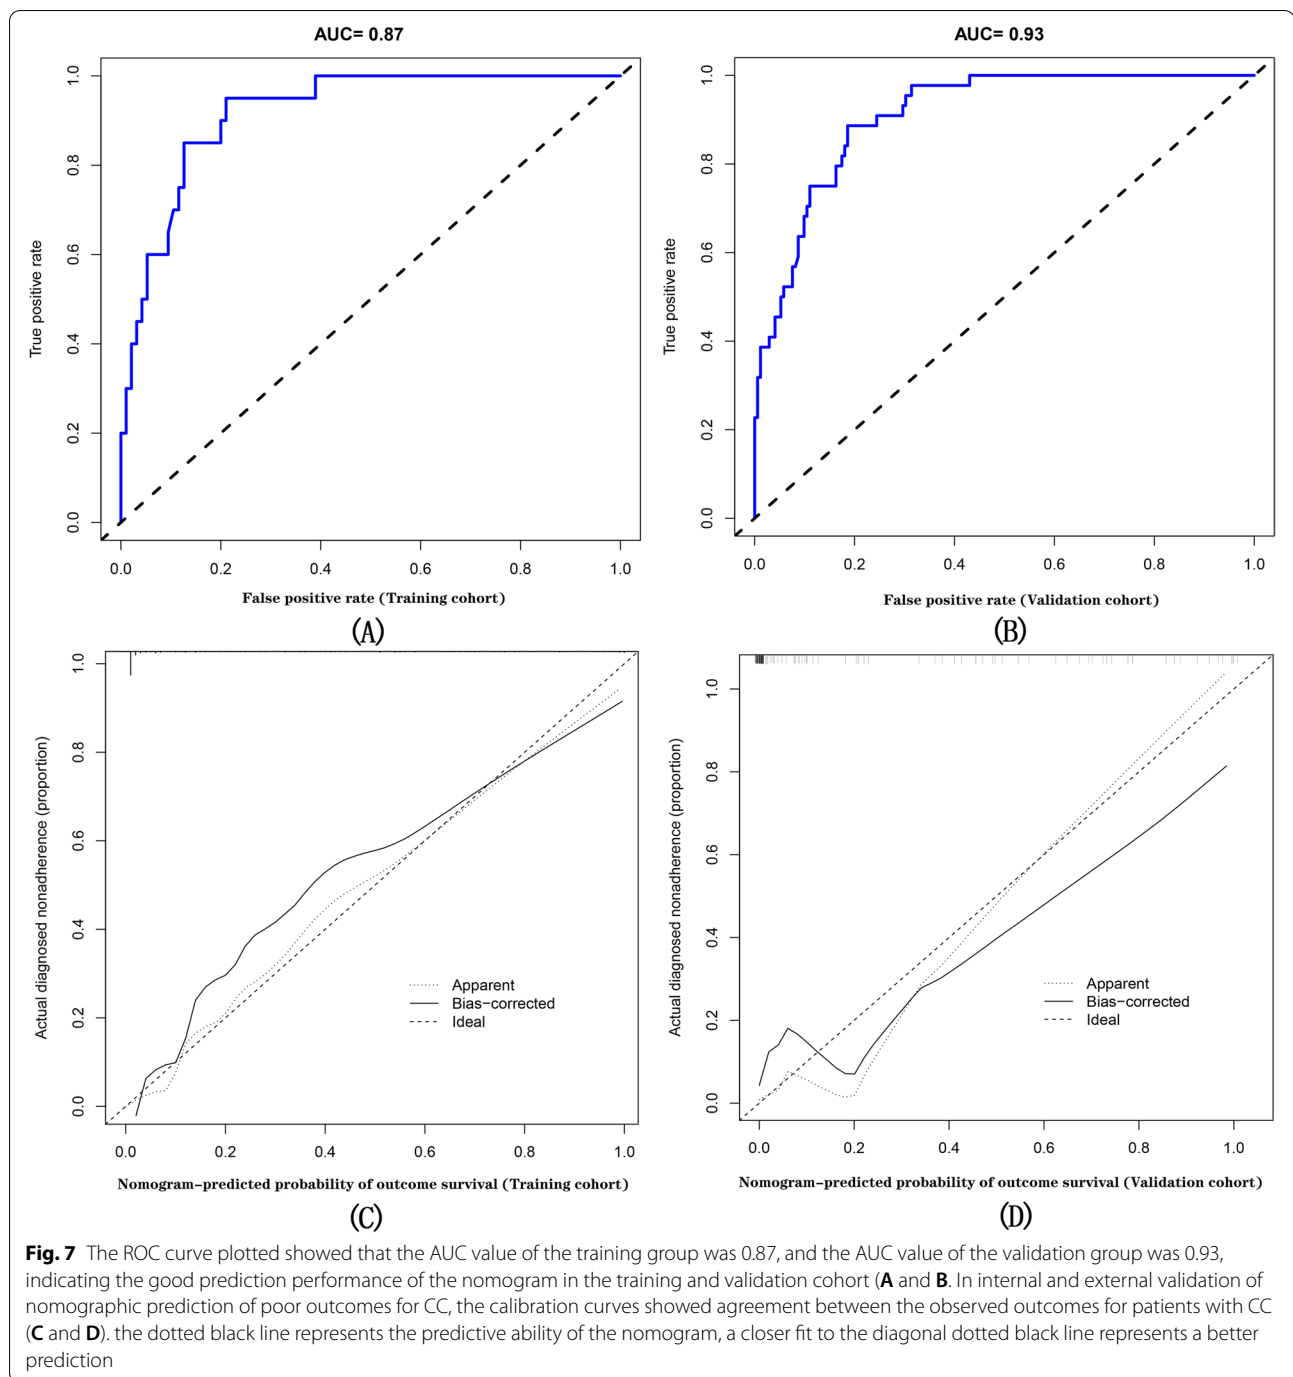 AUC= 0.87
True positive rate
1.0
0.8
0.6
0.4
0.2
0.0
0.0 0.2 0.4 0.6 0.8 1.0
False positive rate (Training cohort)
(A)
AUC= 0.93
True positive rate
1.0
0.8
0.6
0.4
0.2
0.0
0.0 0.2 0.4 0.6 0.8 1.0
False positive rate (Validation cohort)
(B)
Actual diagnosed nonadherence (proportion)
1.0
0.8
0.6
0.4
0.2
0.0
Apparent
Bias−corrected
Ideal
0.0 0.2 0.4 0.6 0.8 1.0
Nomogram−predicted probability of outcome survival (Training cohort)
(C)
Actual diagnosed nonadherence (proportion)
1.0
0.8
0.6
0.4
0.2
0.0
Apparent
Bias−corrected
Ideal
0.0 0.2 0.4 0.6 0.8 1.0
Nomogram−predicted probability of outcome survival (Validation cohort)
(D)
Fig. 7 The ROC curve plotted showed that the AUC value of the training group was 0.87, and the AUC value of the validation group was 0.93,
indicating the good prediction performance of the nomogram in the training and validation cohort (A and B. In internal and external validation of
nomographic prediction of poor outcomes for CC, the calibration curves showed agreement between the observed outcomes for patients with CC
(C and D). the dotted black line represents the predictive ability of the nomogram, a closer fit to the diagonal dotted black line represents a better
prediction